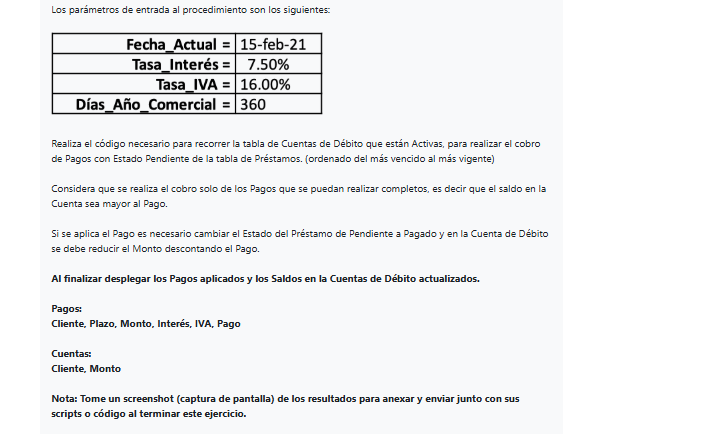 Los parámetros de entrada al procedimiento son los siguientes:
Fecha_Actual = 15-feb-21
Tasa_Interés = 7.50%
Tasa_IVA = 16.00%
Días_Año_Comercial = 360
Realiza el código necesario para recorrer la tabla de Cuentas de Débito que están Activas, para realizar el cobro
de Pagos con Estado Pendiente de la tabla de Préstamos. (ordenado del más vencido al más vigente)
Considera que se realiza el cobro solo de los Pagos que se puedan realizar completos, es decir que el saldo en la
Cuenta sea mayor al Pago.
Si se aplica el Pago es necesario cambiar el Estado del Préstamo de Pendiente a Pagado y en la Cuenta de Débito
se debe reducir el Monto descontando el Pago.
Al finalizar desplegar los Pagos aplicados y los Saldos en la Cuentas de Débito actualizados.
Pagos:
Cliente, Plazo, Monto, Interés, IVA, Pago
Cuentas:
Cliente, Monto
Nota: Tome un screenshot (captura de pantalla) de los resultados para anexar y enviar junto con sus
scripts o código al terminar este ejercicio.